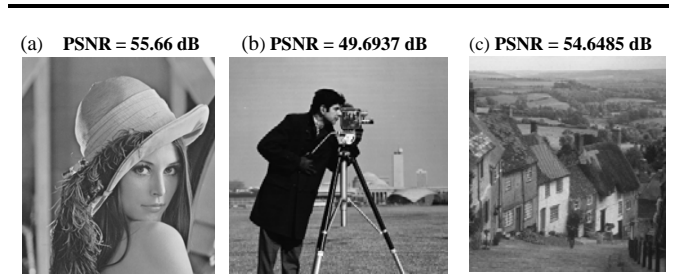 (a) PSNR = 55.66 dB (b) PSNR = 49.6937 dB (c) PSNR = 54.6485 dB